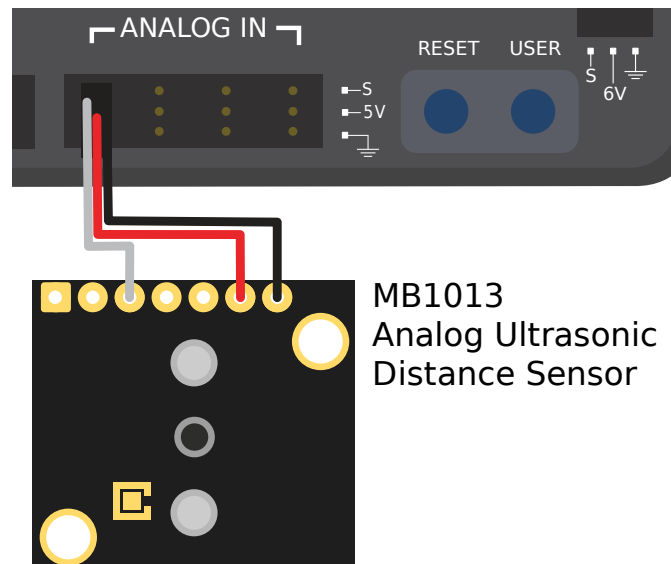 ANALOG IN
RESET USER
S
5V
S
6V
MB1013
Analog Ultrasonic
Distance Sensor